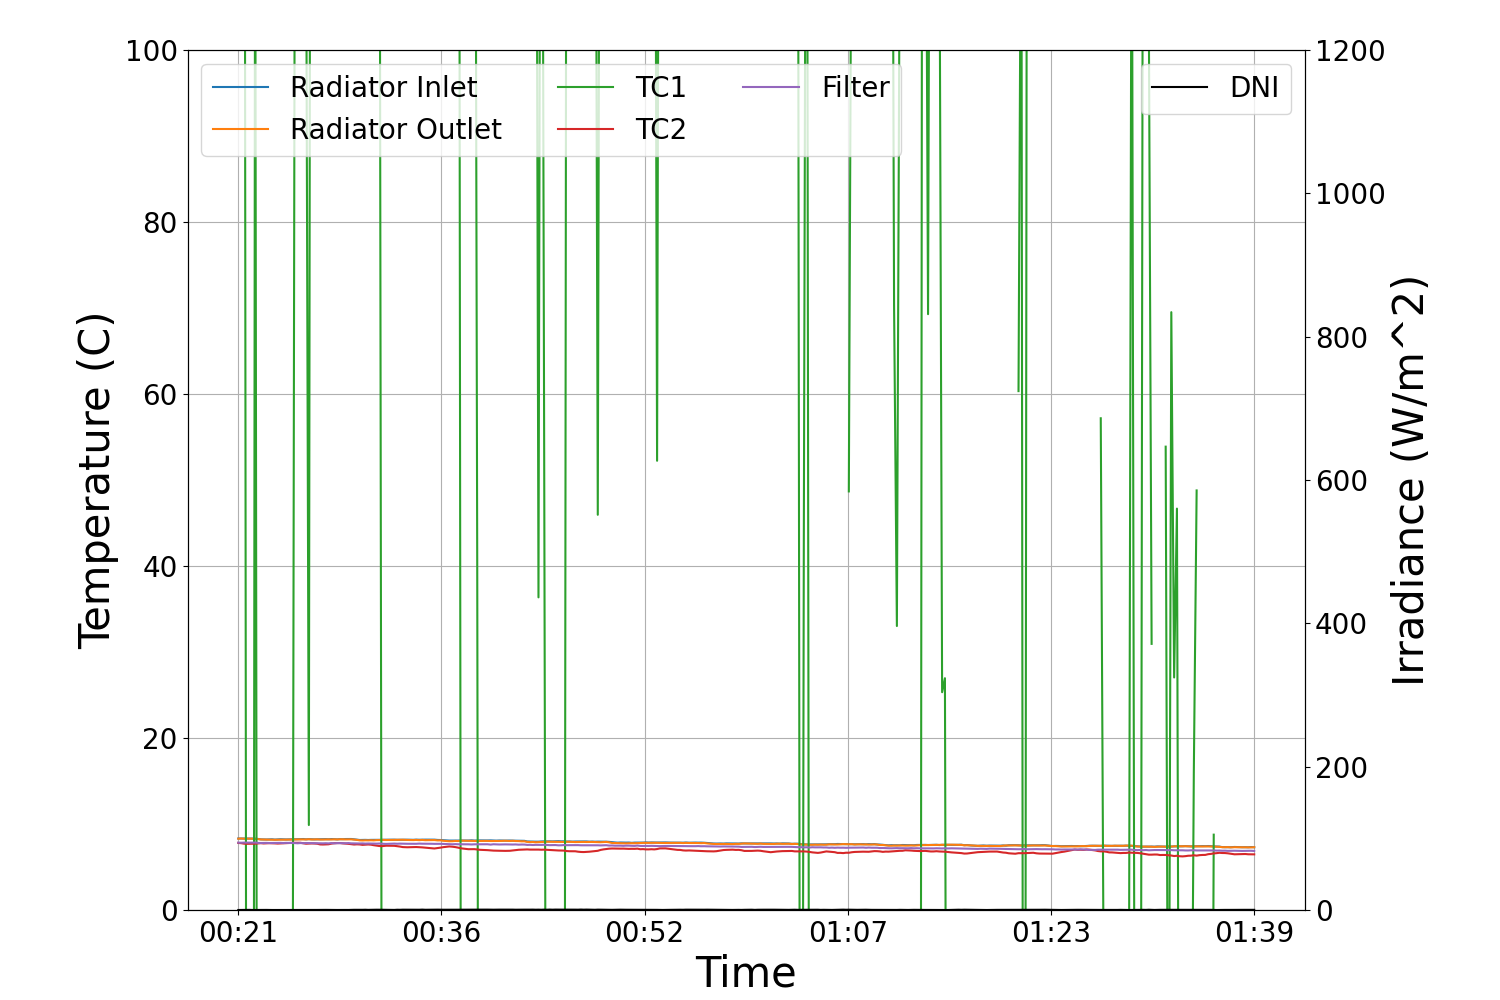 100
80
60
40
20
0
Temperature (C)
Radiator Inlet
Radiator Outlet
TC1
TC2
Filter
DNI
1200
1000
800
600
400
200
0
Irradiance (W/m^2)
00:21 00:36 00:52 01:07 01:23 01:39
Time